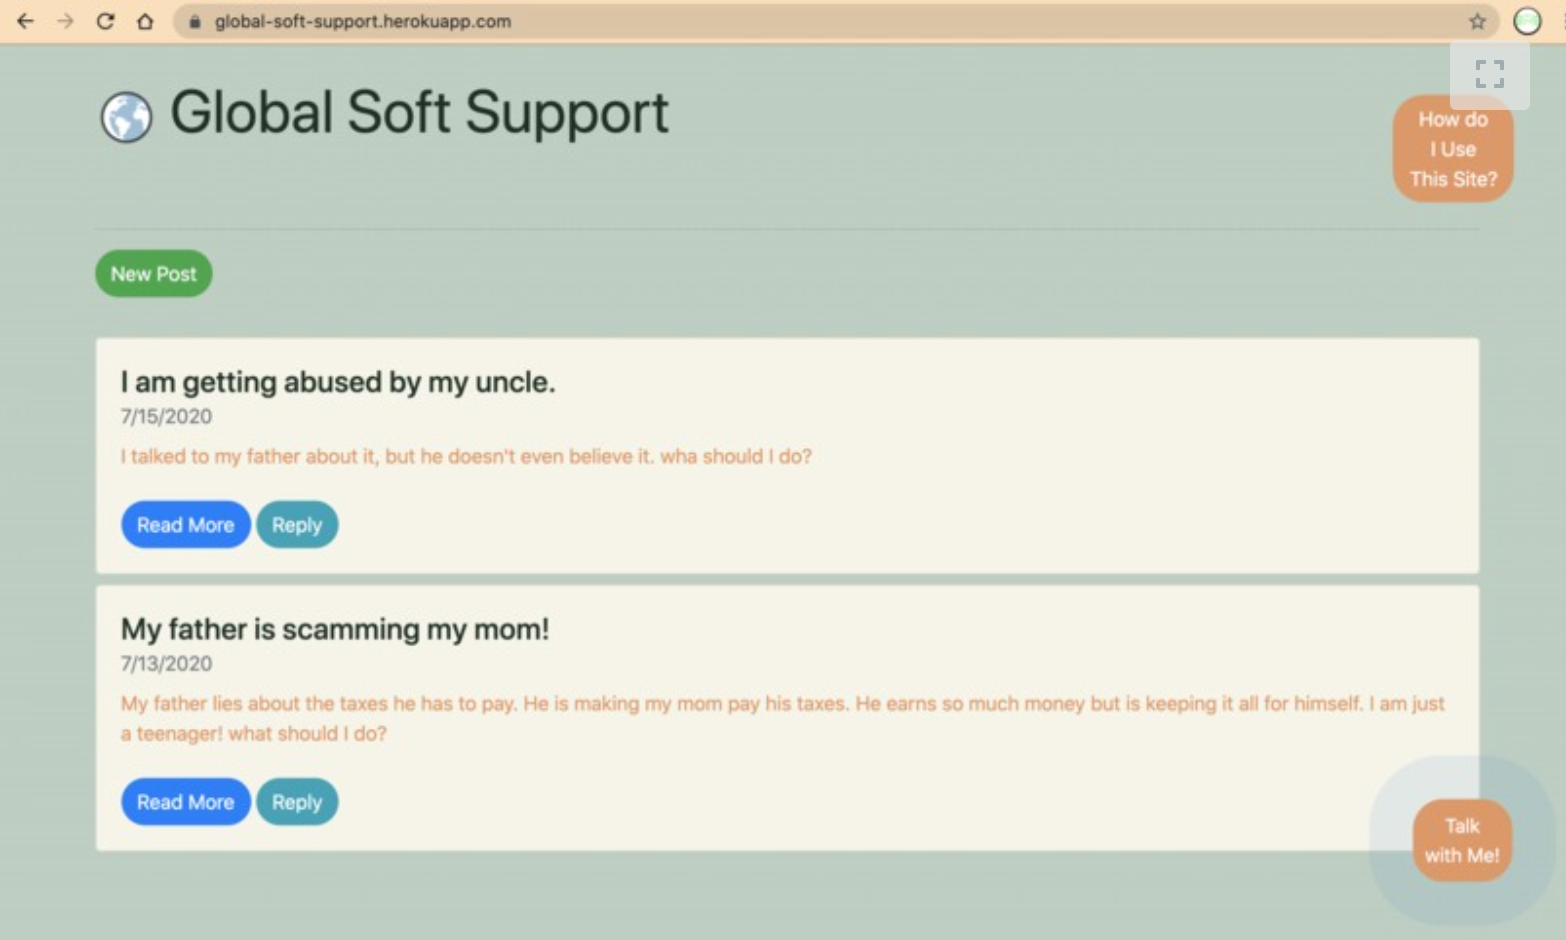 global-soft-support.herokuapp.com
Global Soft Support
How do
I Use
This Site?
New Post
I am getting abused by my uncle.
7/15/2020
I talked to my father about it, but he doesn't even believe it. wha should I do?
Read More
Reply
My father is scamming my mom!
7/13/2020
My father lies about the taxes he has to pay. He is making my mom pay his taxes. He earns so much money but is keeping it all for himself. I am just
a teenager! what should I do?
Read More
Reply
Talk
with Me!